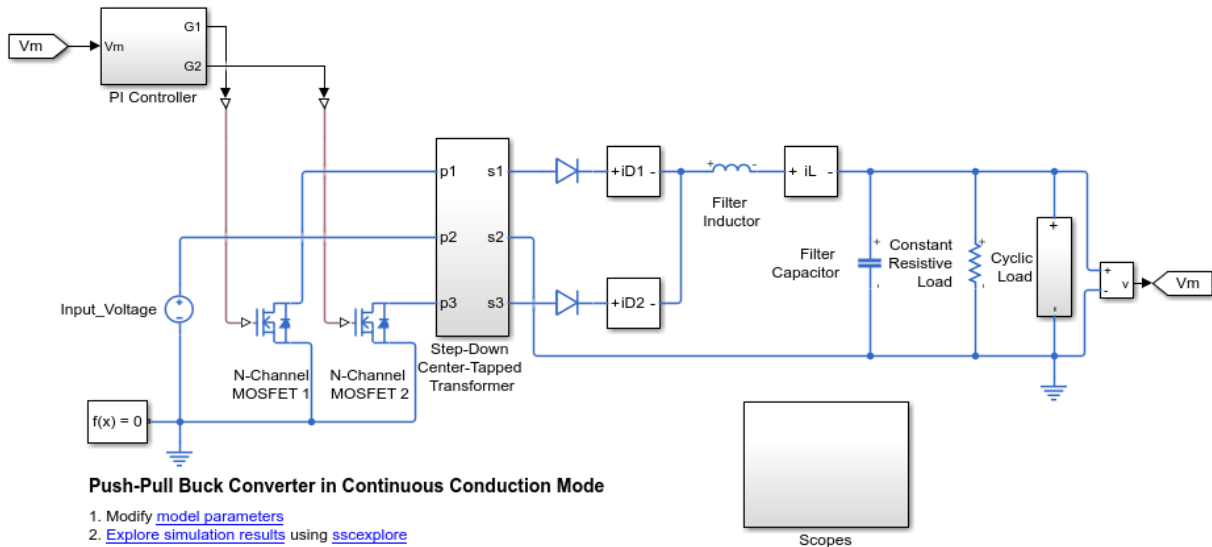 Vm
Vm
G1
G2
PI Controller
p1
p2
p3
s1
s2
s3
+ iD1 -
+ iD2 -
+ -
Filter
Inductor
+ iL -
Filter
Capacitor
+
-
Constant
Resistive
Load
+
-
Cyclic
Load
+
-
+
-
v
Vm
Input_Voltage
+
-
N-Channel
MOSFET 1
N-Channel
MOSFET 2
Step-Down
Center-Tapped
Transformer
f(x) = 0
Push-Pull Buck Converter in Continuous Conduction Mode
1. Modify model parameters
2. Explore simulation results using sscexplore
Scopes